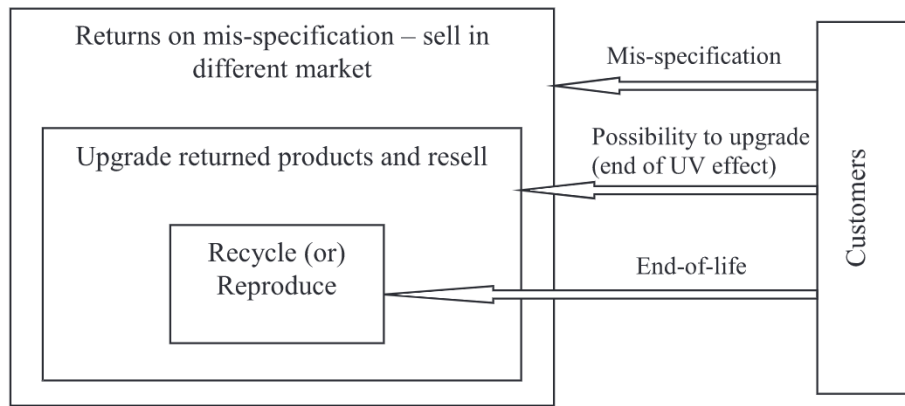 Returns on mis-specification – sell in
different market
Mis-specification
Upgrade returned products and resell
Possibility to upgrade
(end of UV effect)
Recycle (or)
Reproduce
End-of-life
Customers